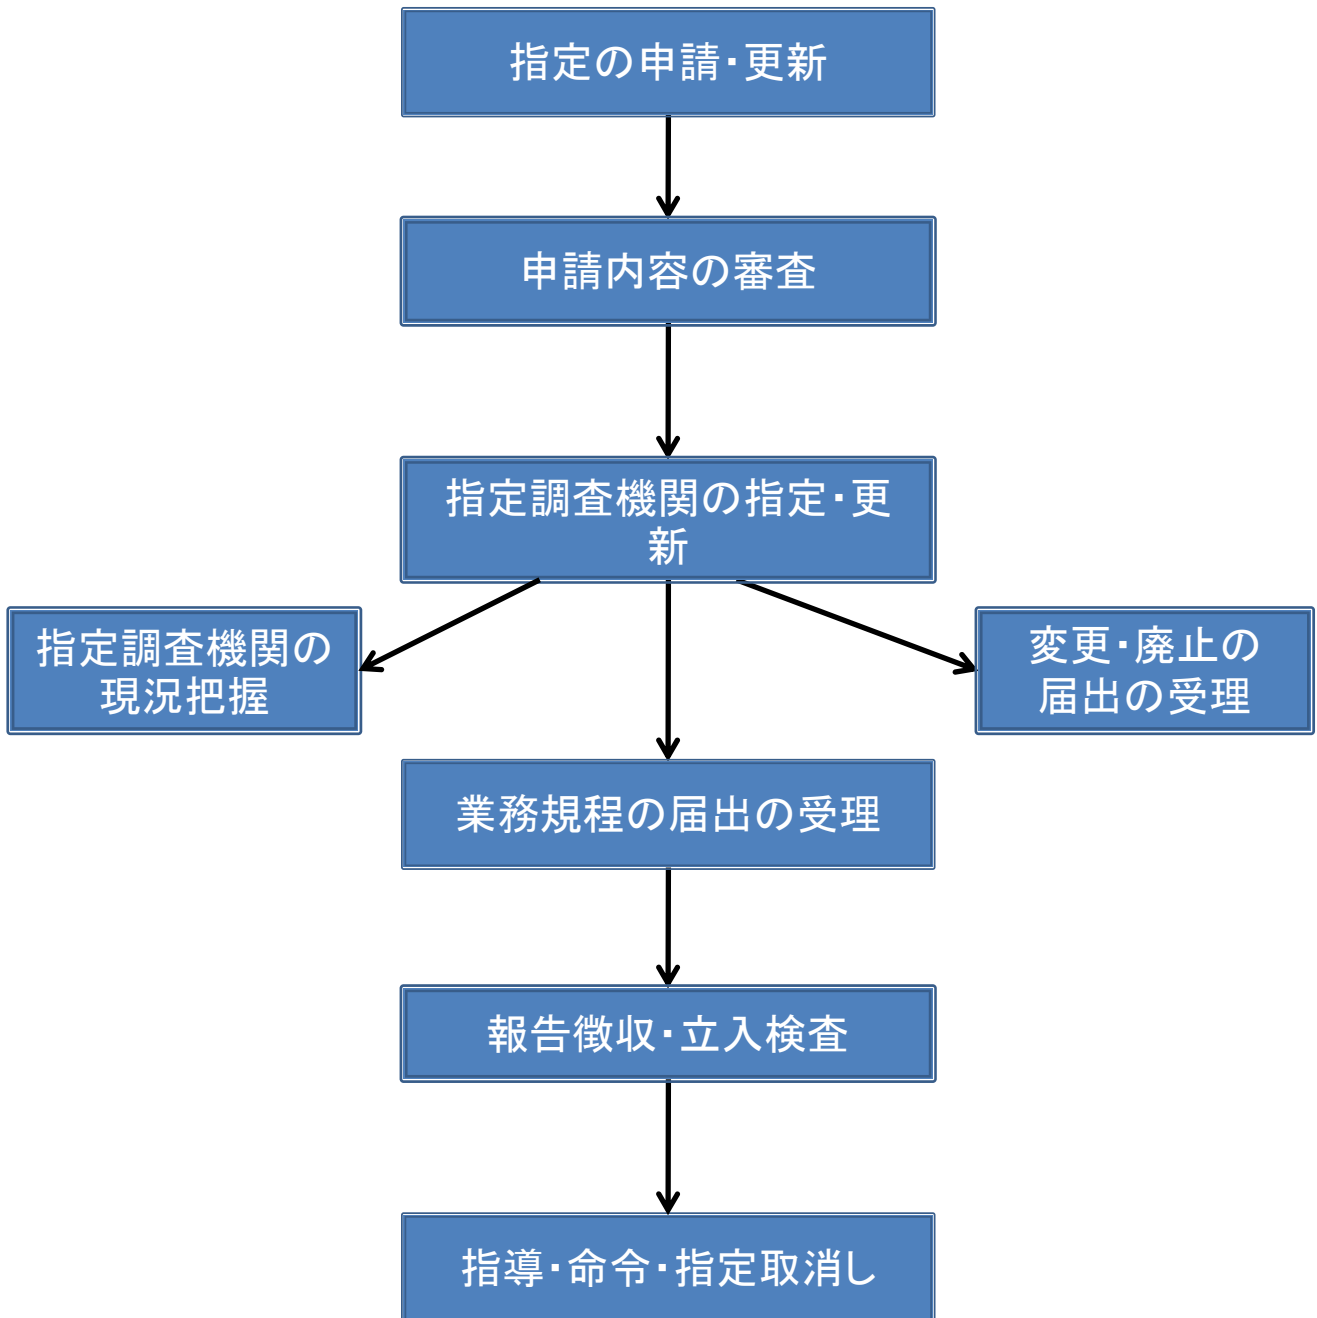 指定の申請・更新
申請内容の審査
指定調査機関の指定・更
新
指定調査機関の
現況把握
変更・廃止の
届出の受理
業務規程の届出の受理
報告徴収・立入検査
指導・命令・指定取消し